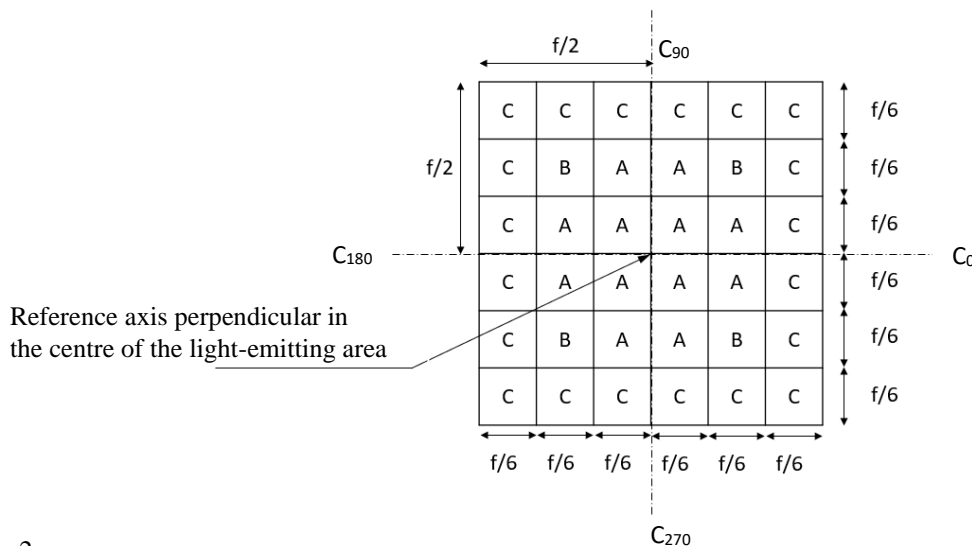 f/2 C90
C C C C C C f/6
f/2 C B A A B C f/6
C A A A A C f/6
C180 C0
C A A A A C f/6
Reference axis perpendicular in
the centre of the light-emitting area
C B A A B C f/6
C C C C C C f/6
f/6 f/6 f/6 f/6 f/6 f/6
C270